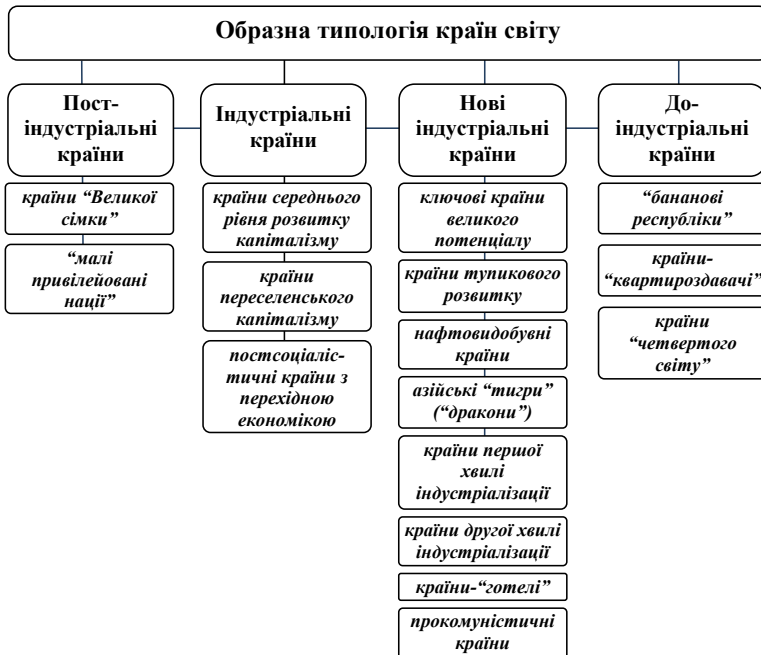 Образна типологія країн світу
Пост-
індустріальні
країни
країни “Великої
сімки”
“малі
привілейовані
нації”
Індустріальні
країни
країни середнього
рівня розвитку
капіталізму
країни
переселенського
капіталізму
постсоціаліс-
тичні країни з
перехідною
економікою
Нові
індустріальні
країни
ключові країни
великого
потенціалу
країни тупикового
розвитку
нафтовидобувні
країни
азійські “тигри”
(“дракони”)
країни першої
хвилі
індустріалізації
країни другої хвилі
індустріалізації
країни-“готелі”
прокомуністичні
країни
До-
індустріальні
країни
“бананові
республіки”
країни-
“квартироздавачі”
країни
“четвертого
світу”